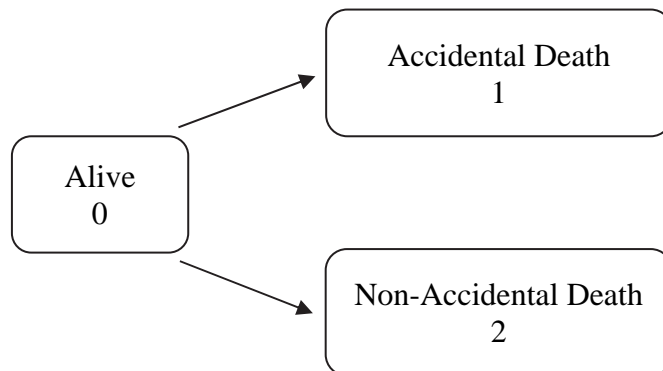 Accidental Death
1
Alive
0
Non-Accidental Death
2